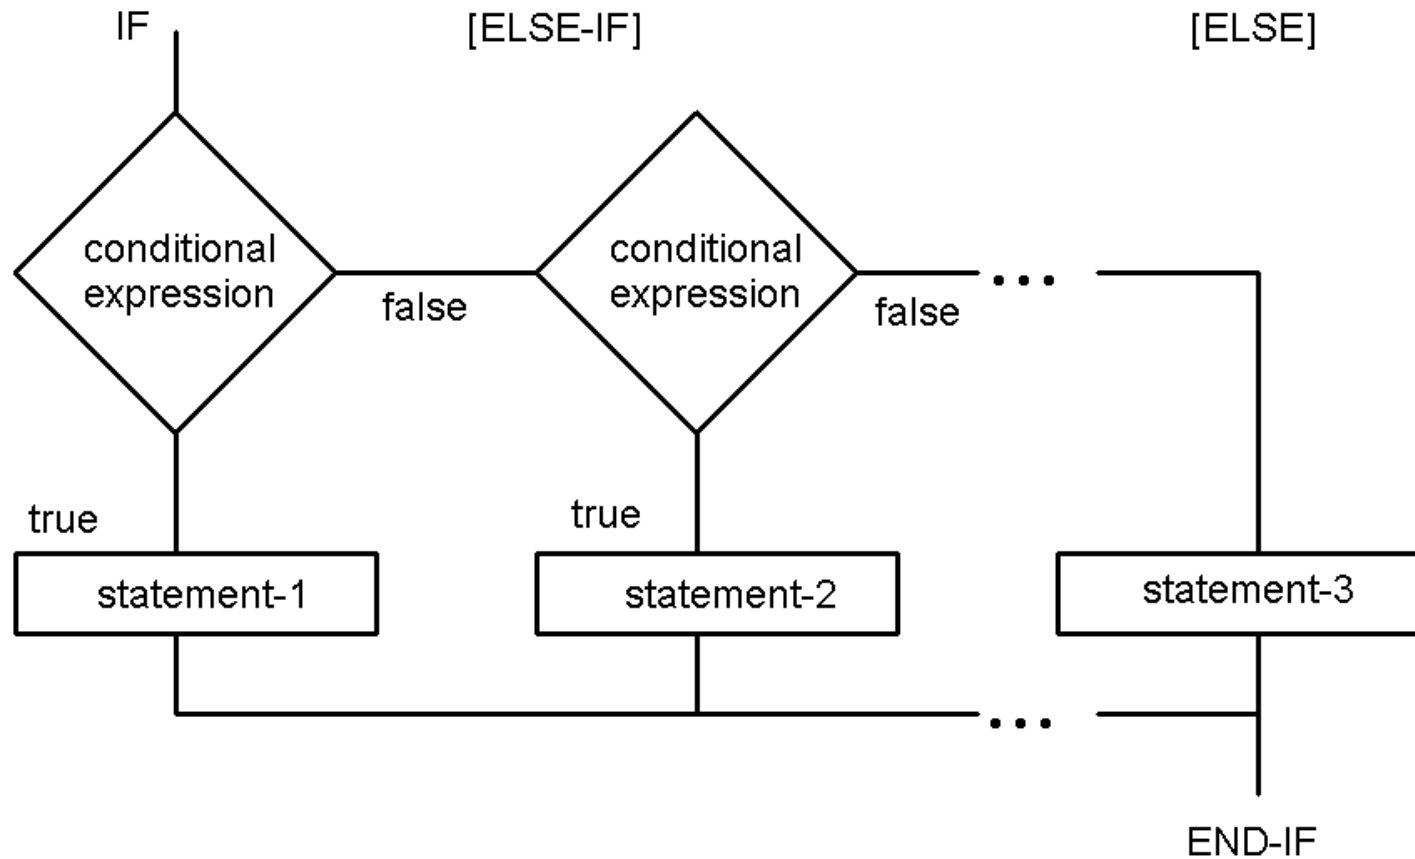 IF
[ELSE-IF]
[ELSE]
conditional
expression
false
conditional
expression
false
...
true
statement-1
true
statement-2
statement-3
...
END-IF